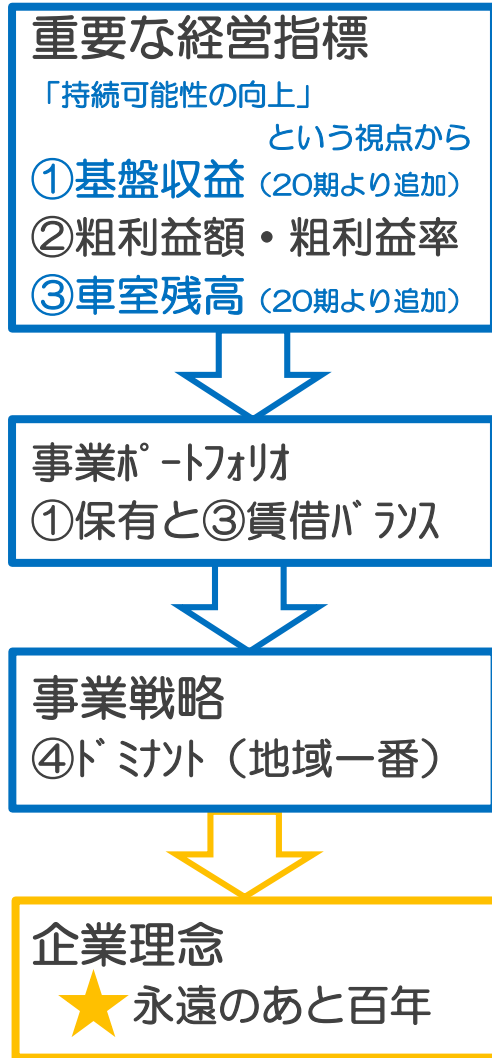 重要な経営指標
「持続可能性の向上」
という視点から
①基盤収益（20期より追加）
②粗利益額・粗利益率
③車室残高（20期より追加）
事業ﾎﾟｰﾄﾌｫﾘｵ
①保有と③賃借ﾊﾞﾗﾝｽ
事業戦略
④ﾄﾞﾐﾅﾝﾄ（地域一番）
企業理念
永遠のあと百年